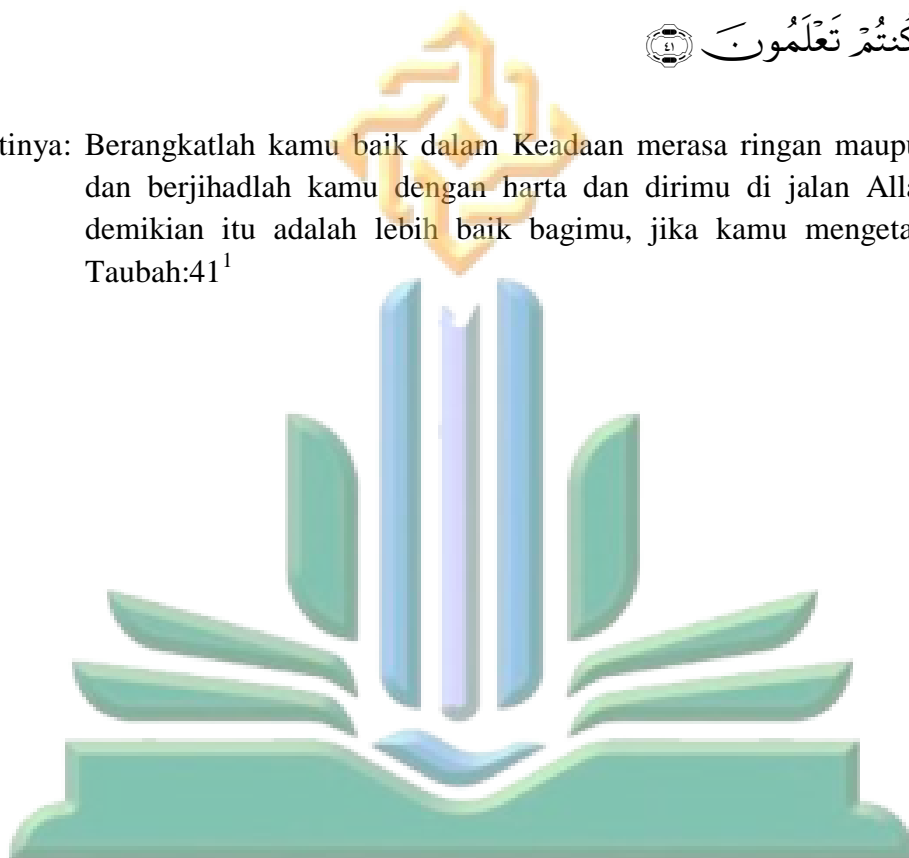 كُنتُمْ تَعْلَمُونَ ﴿٤١﴾
tinya: Berangkatlah kamu baik dalam Keadaan merasa ringan maupu
dan berjihadlah kamu dengan harta dan dirimu di jalan Alla
demikian itu adalah lebih baik bagimu, jika kamu mengeta
Taubah:41¹